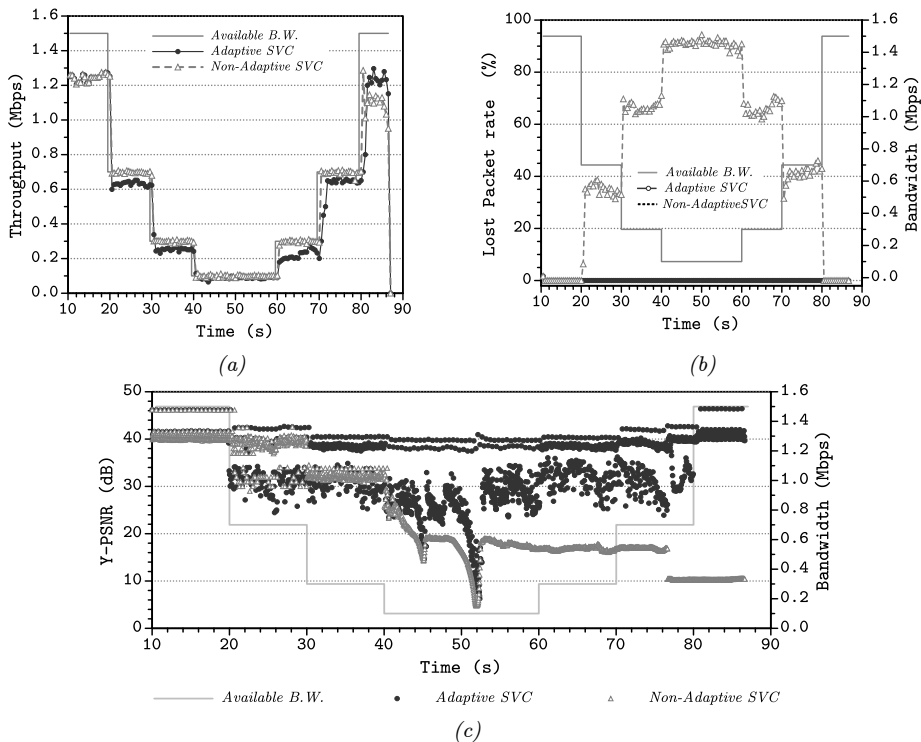 Throughput (Mbps)
1.6
1.4
1.2
1.0
0.8
0.6
0.4
0.2
0.0
Available B.W.
Adaptive SVC
Non-Adaptive SVC
10 20 30 40 50 60 70 80 90
Time (s)
(a)
Lost Packet rate (%)
100
80
60
40
20
0
Available B.W.
Adaptive SVC
Non-AdaptiveSVC
1.6
1.4
1.2
1.0
0.8
0.6
0.4
0.2
0.0
Bandwidth (Mbps)
10 20 30 40 50 60 70 80 90
Time (s)
(b)
Y-PSNR (dB)
50
40
30
20
10
0
1.6
1.4
1.2
1.0
0.8
0.6
0.4
0.2
0.0
Bandwidth (Mbps)
10 20 30 40 50 60 70 80 90
Time (s)
Available B.W. Adaptive SVC Non-Adaptive SVC
(c)